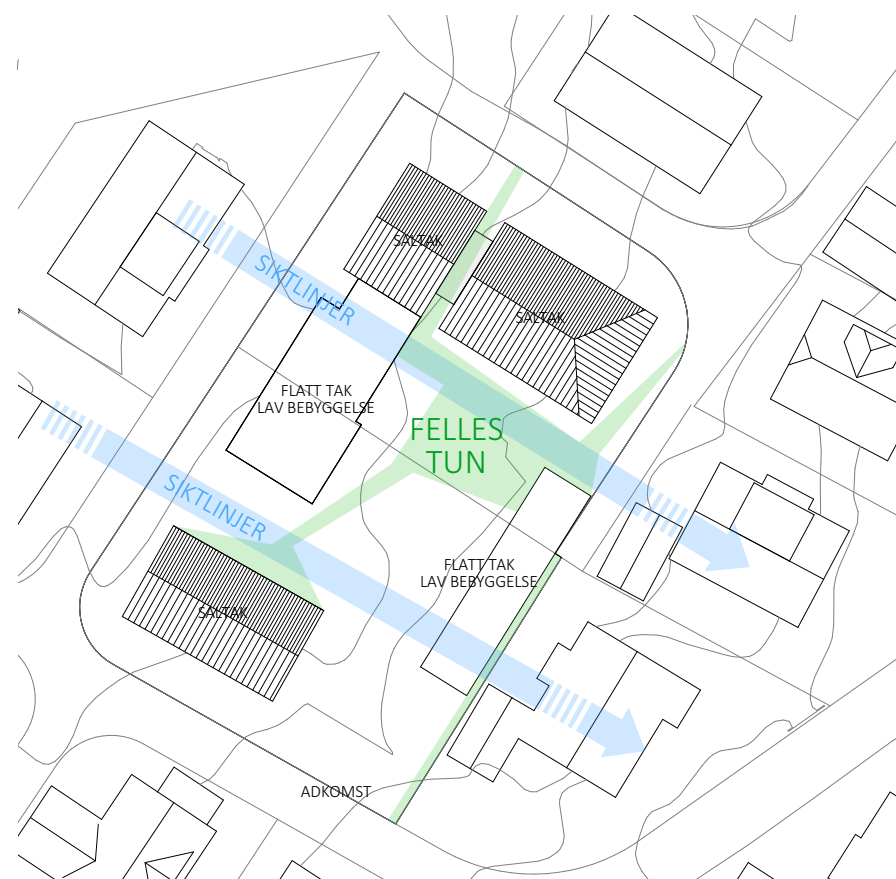 SALTAK
SIKTLINJER
SALTAK
FLATT TAK
LAV BEBYGGELSE
FELLES
TUN
SIKTLINJER
FLATT TAK
LAV BEBYGGELSE
SALTAK
ADKOMST